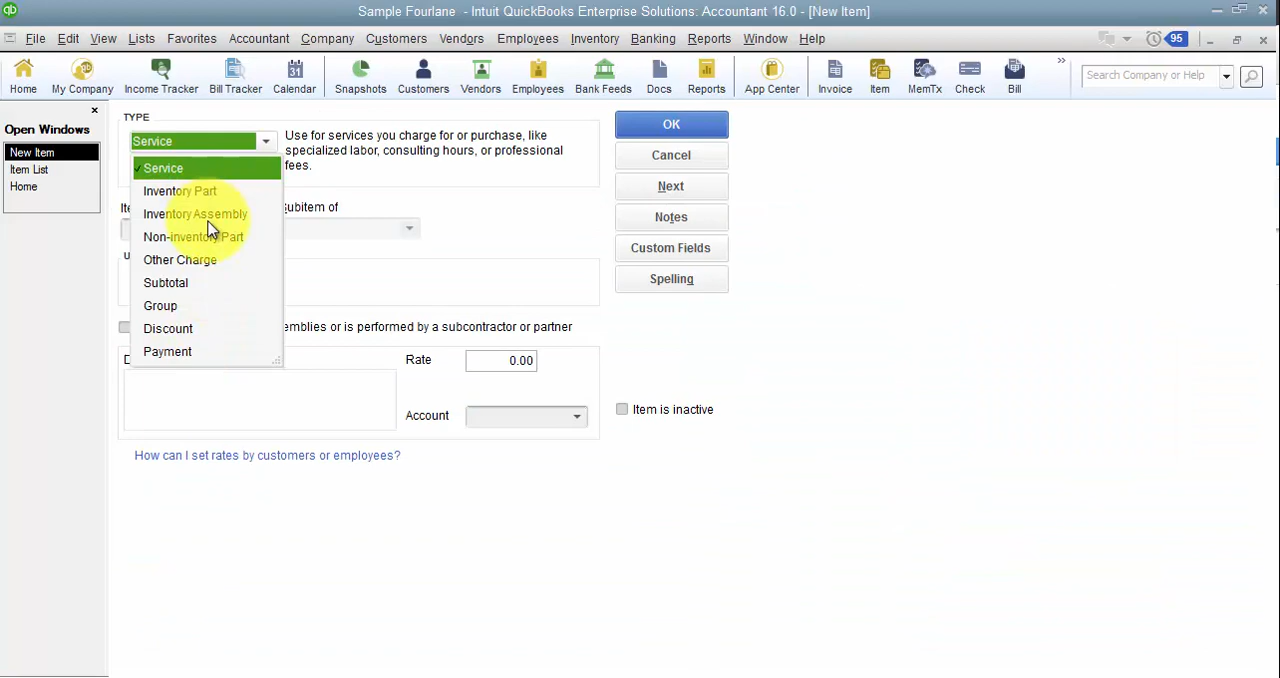 Sample Fourlane - Intuit QuickBooks Enterprise Solutions: Accountant 16.0 - [New Item]
File Edit View Lists Favorites Accountant Company Customers Vendors Employees Inventory Banking Reports Window Help 95
Home My Company Income Tracker Bill Tracker Calendar Snapshots Customers Vendors Employees Bank Feeds Docs Reports App Center Invoice Item MemTx Check Bill Search Company or Help
Open Windows
New Item
Item List
Home
TYPE
Service
Use for services you charge for or purchase, like
specialized labor, consulting hours, or professional
fees.
Service
Inventory Part
Inventory Assembly
Non-inventory Part
Other Charge
Subtotal
Group
Discount
Payment
OK
Cancel
Next
Notes
Custom Fields
Spelling
Subitem of
emblies or is performed by a subcontractor or partner
Rate 0.00
Account
Item is inactive
How can I set rates by customers or employees?